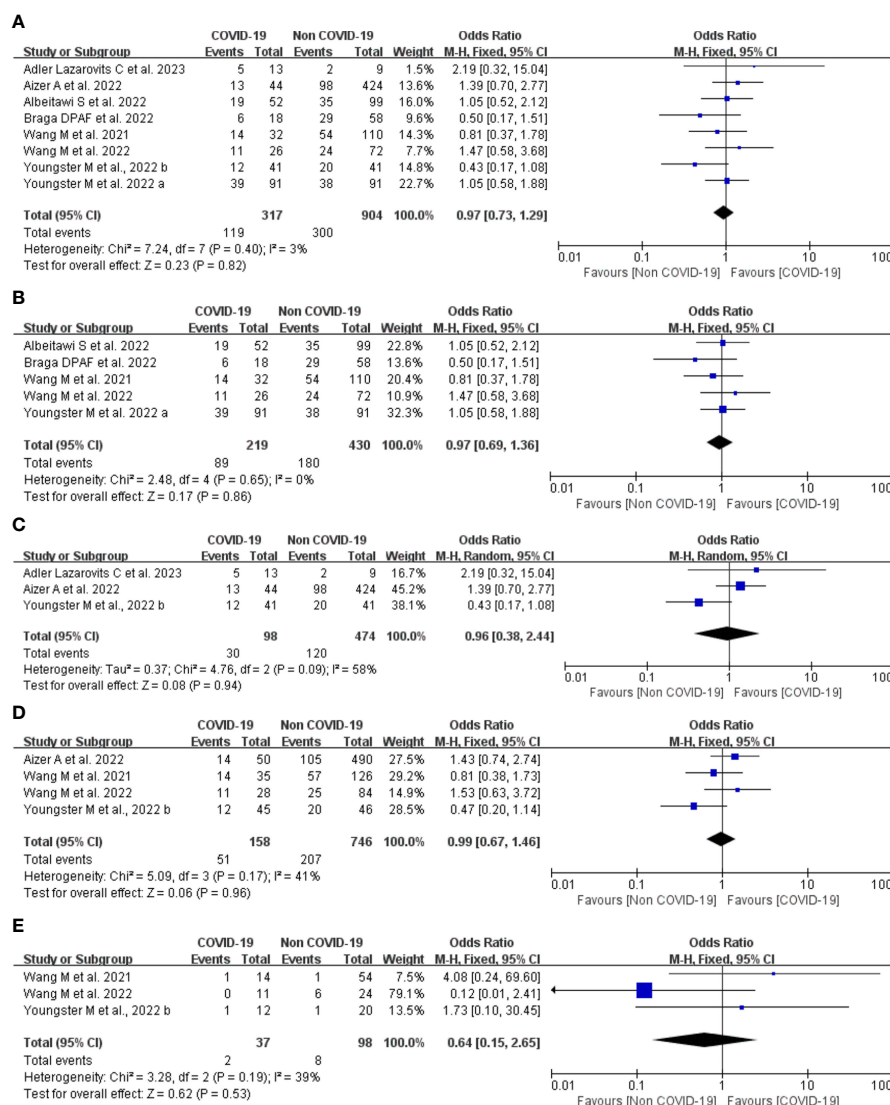 A
COVID-19 Non COVID-19 Odds Ratio Odds Ratio
Study or Subgroup Events Total Events Total Weight M-H, Fixed, 95% CI M-H, Fixed, 95% CI
Adler Lazarovits C et al. 2023 5 13 2 9 1.5% 2.19 [0.32, 15.04]
Aizer A et al. 2022 13 44 98 424 13.6% 1.39 [0.70, 2.77]
Albeitawi S et al. 2022 19 52 35 99 16.0% 1.05 [0.52, 2.12]
Braga DPAF et al. 2022 6 18 29 58 9.6% 0.50 [0.17, 1.51]
Wang M et al. 2021 14 32 54 110 14.3% 0.81 [0.37, 1.78]
Wang M et al. 2022 11 26 24 72 7.7% 1.47 [0.58, 3.68]
Youngster M et al., 2022 b 12 41 20 41 14.8% 0.43 [0.17, 1.08]
Youngster M et al. 2022 a 39 91 38 91 22.7% 1.05 [0.58, 1.88]
Total (95% CI) 317 904 100.0% 0.97 [0.73, 1.29]
Total events 119 300
Heterogeneity: Chi² = 7.24, df = 7 (P = 0.40); I² = 3%
Test for overall effect: Z = 0.23 (P = 0.82)
0.01 0.1 1 10 100
Favours [Non COVID-19] Favours [COVID-19]
B
COVID-19 Non COVID-19 Odds Ratio Odds Ratio
Study or Subgroup Events Total Events Total Weight M-H, Fixed, 95% CI M-H, Fixed, 95% CI
Albeitawi S et al. 2022 19 52 35 99 22.8% 1.05 [0.52, 2.12]
Braga DPAF et al. 2022 6 18 29 58 13.6% 0.50 [0.17, 1.51]
Wang M et al. 2021 14 32 54 110 20.4% 0.81 [0.37, 1.78]
Wang M et al. 2022 11 26 24 72 10.9% 1.47 [0.58, 3.68]
Youngster M et al. 2022 a 39 91 38 91 32.3% 1.05 [0.58, 1.88]
Total (95% CI) 219 430 100.0% 0.97 [0.69, 1.36]
Total events 89 180
Heterogeneity: Chi² = 2.48, df = 4 (P = 0.65); I² = 0%
Test for overall effect: Z = 0.17 (P = 0.86)
0.01 0.1 1 10 100
Favours [Non COVID-19] Favours [COVID-19]
C
COVID-19 Non COVID-19 Odds Ratio Odds Ratio
Study or Subgroup Events Total Events Total Weight M-H, Random, 95% CI M-H, Random, 95% CI
Adler Lazarovits C et al. 2023 5 13 2 9 16.7% 2.19 [0.32, 15.04]
Aizer A et al. 2022 13 44 98 424 45.2% 1.39 [0.70, 2.77]
Youngster M et al., 2022 b 12 41 20 41 38.1% 0.43 [0.17, 1.08]
Total (95% CI) 98 474 100.0% 0.96 [0.38, 2.44]
Total events 30 120
Heterogeneity: Tau² = 0.37; Chi² = 4.76, df = 2 (P = 0.09); I² = 58%
Test for overall effect: Z = 0.08 (P = 0.94)
0.01 0.1 1 10 100
Favours [Non COVID-19] Favours [COVID-19]
D
COVID-19 Non COVID-19 Odds Ratio Odds Ratio
Study or Subgroup Events Total Events Total Weight M-H, Fixed, 95% CI M-H, Fixed, 95% CI
Aizer A et al. 2022 14 50 105 490 27.5% 1.43 [0.74, 2.74]
Wang M et al. 2021 14 35 57 126 29.2% 0.81 [0.38, 1.73]
Wang M et al. 2022 11 28 25 84 14.9% 1.53 [0.63, 3.72]
Youngster M et al., 2022 b 12 45 20 46 28.5% 0.47 [0.20, 1.14]
Total (95% CI) 158 746 100.0% 0.99 [0.67, 1.46]
Total events 51 207
Heterogeneity: Chi² = 5.09, df = 3 (P = 0.17); I² = 41%
Test for overall effect: Z = 0.06 (P = 0.96)
0.01 0.1 1 10 100
Favours [Non COVID-19] Favours [COVID-19]
E
COVID-19 Non COVID-19 Odds Ratio Odds Ratio
Study or Subgroup Events Total Events Total Weight M-H, Fixed, 95% CI M-H, Fixed, 95% CI
Wang M et al. 2021 1 14 1 54 7.5% 4.08 [0.24, 69.60]
Wang M et al. 2022 0 11 6 24 79.1% 0.12 [0.01, 2.41]
Youngster M et al., 2022 b 1 12 1 20 13.5% 1.73 [0.10, 30.45]
Total (95% CI) 37 98 100.0% 0.64 [0.15, 2.65]
Total events 2 8
Heterogeneity: Chi² = 3.28, df = 2 (P = 0.19); I² = 39%
Test for overall effect: Z = 0.62 (P = 0.53)
0.01 0.1 1 10 100
Favours [Non COVID-19] Favours [COVID-19]